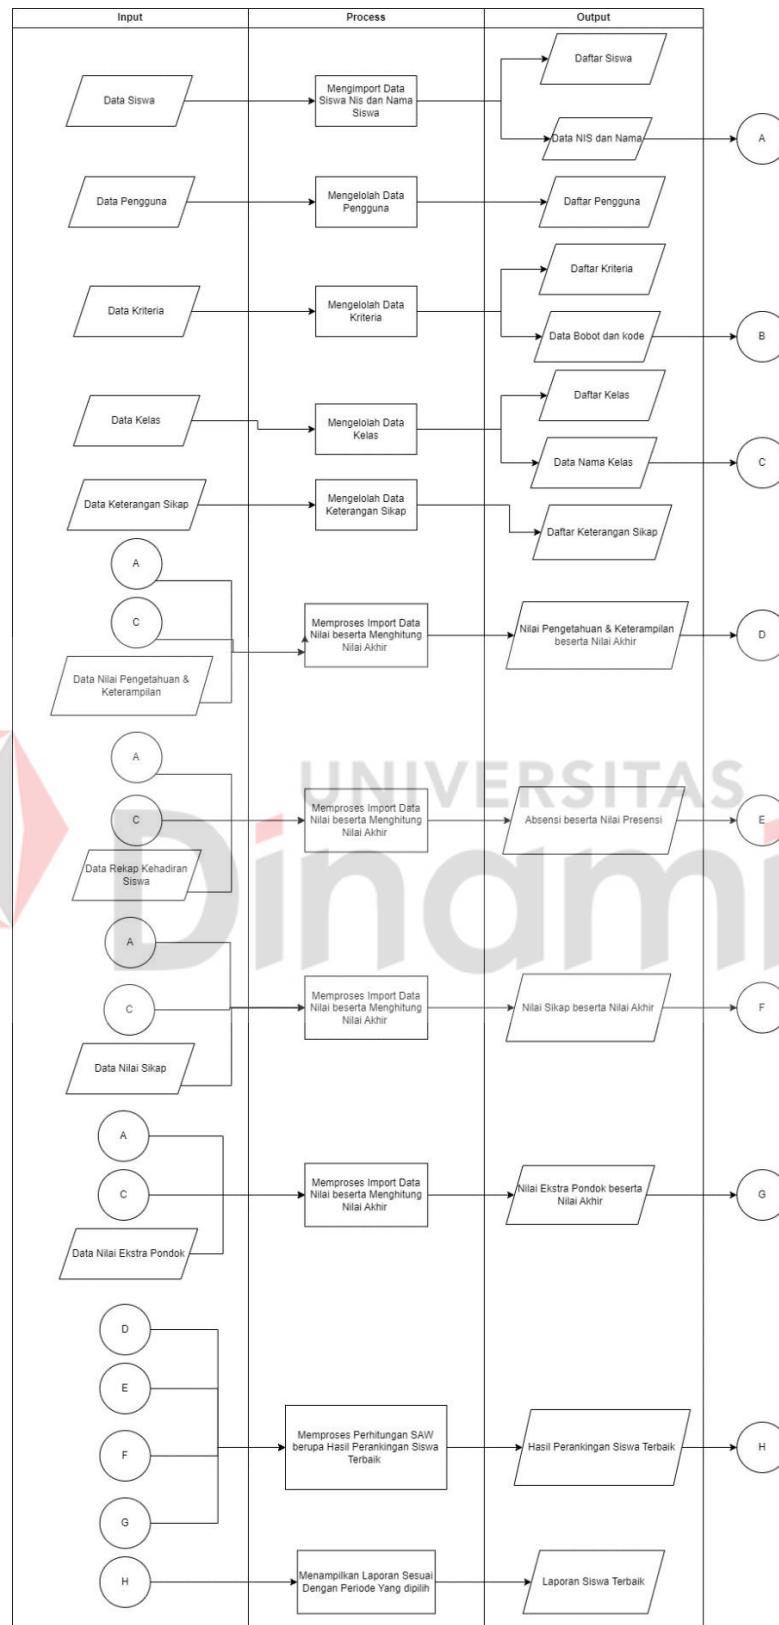 Input
Process
Output
Data Siswa
Mengimport Data
Siswa Nis dan Nama
Siswa
Daftar Siswa
Data NIS dan Nama
A
Data Pengguna
Mengelolah Data
Pengguna
Daftar Pengguna
Data Kriteria
Mengelolah Data
Kriteria
Daftar Kriteria
Data Bobot dan kode
B
Data Kelas
Mengelolah Data
Kelas
Daftar Kelas
Data Nama Kelas
C
Data Keterangan Sikap
Mengelolah Data
Keterangan Sikap
Daftar Keterangan Sikap
A
C
Data Nilai Pengetahuan &
Keterampilan
Memproses Import Data
Nilai beserta Menghitung
Nilai Akhir
Nilai Pengetahuan & Keterampilan
beserta Nilai Akhir
D
A
C
Data Rekap Kehadiran
Siswa
Memproses Import Data
Nilai beserta Menghitung
Nilai Akhir
Absensi beserta Nilai Presensi
E
UNIVERSITAS
Dinami
A
C
Data Nilai Sikap
Memproses Import Data
Nilai beserta Menghitung
Nilai Akhir
Nilai Sikap beserta Nilai Akhir
F
A
C
Data Nilai Ekstra Pondok
Memproses Import Data
Nilai beserta Menghitung
Nilai Akhir
Nilai Ekstra Pondok beserta
Nilai Akhir
G
D
E
F
G
Memproses Perhitungan SAW
berupa Hasil Perankingan Siswa
Terbaik
Hasil Perankingan Siswa Terbaik
H
H
Menampilkan Laporan Sesuai
Dengan Periode Yang dipilih
Laporan Siswa Terbaik